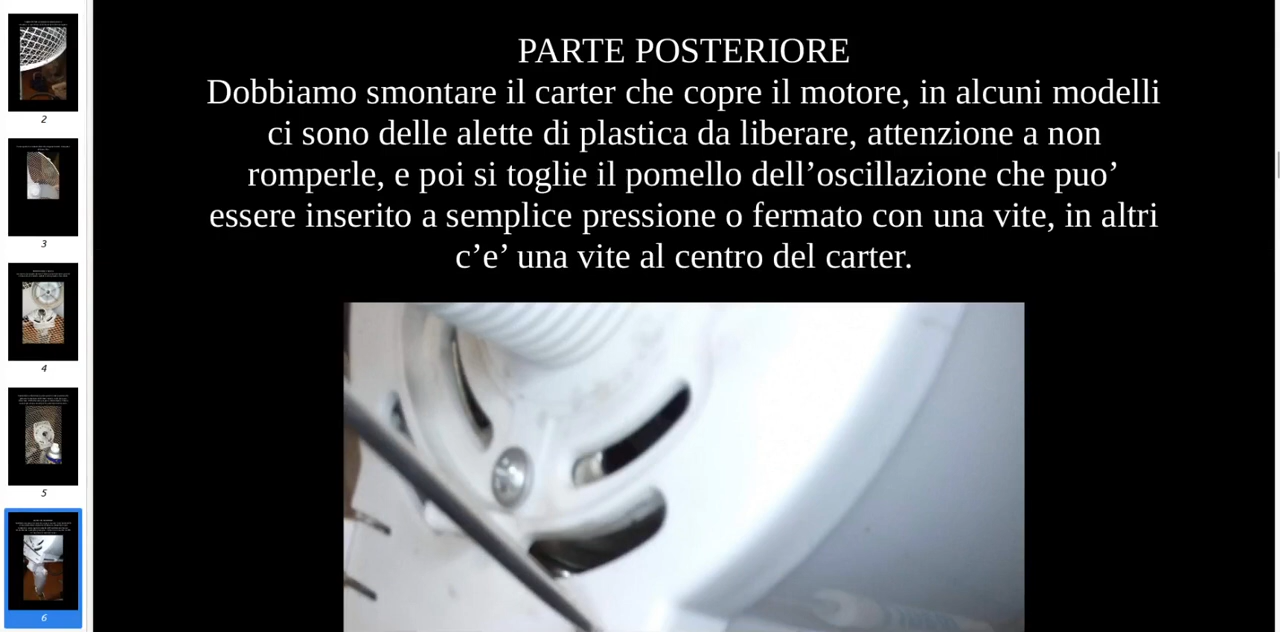 2
3
4
5
6
PARTE POSTERIORE
Dobbiamo smontare il carter che copre il motore, in alcuni modelli
ci sono delle alette di plastica da liberare, attenzione a non
romperle, e poi si toglie il pomello dell’oscillazione che puo’
essere inserito a semplice pressione o fermato con una vite, in altri
c’e’ una vite al centro del carter.